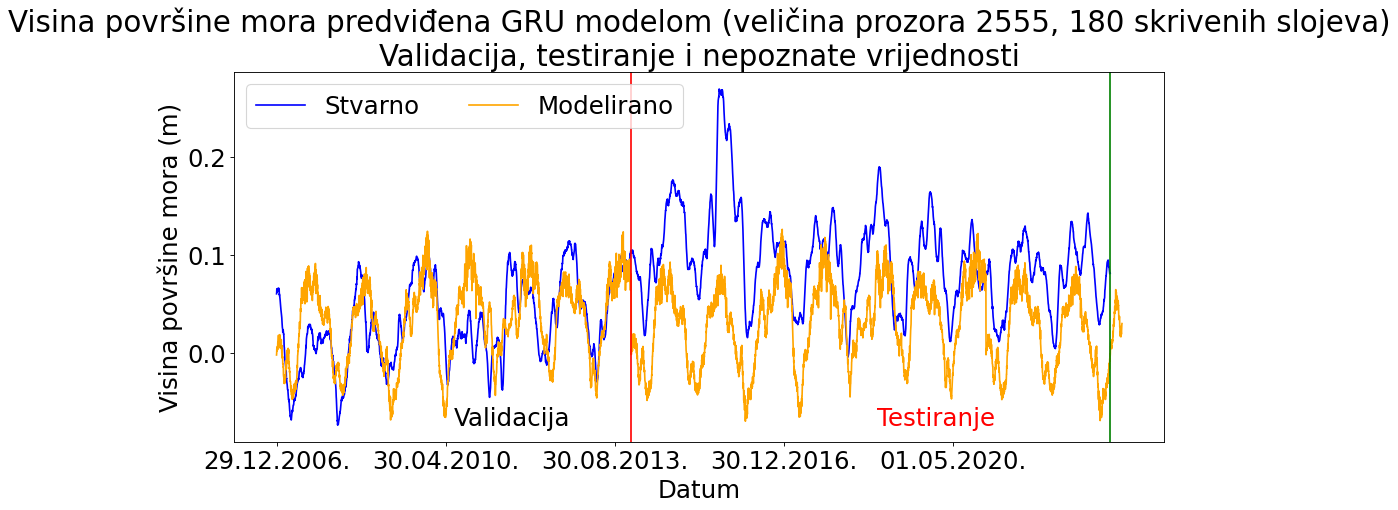 Visina površine mora predviđena GRU modelom (veličina prozora 2555, 180 skrivenih slojeva)
Validacija, testiranje i nepoznate vrijednosti
Stvarno
Modelirano
Visina površine mora (m)
0.2
0.1
0.0
Validacija
Testiranje
29.12.2006.
30.04.2010.
30.08.2013.
30.12.2016.
01.05.2020.
Datum